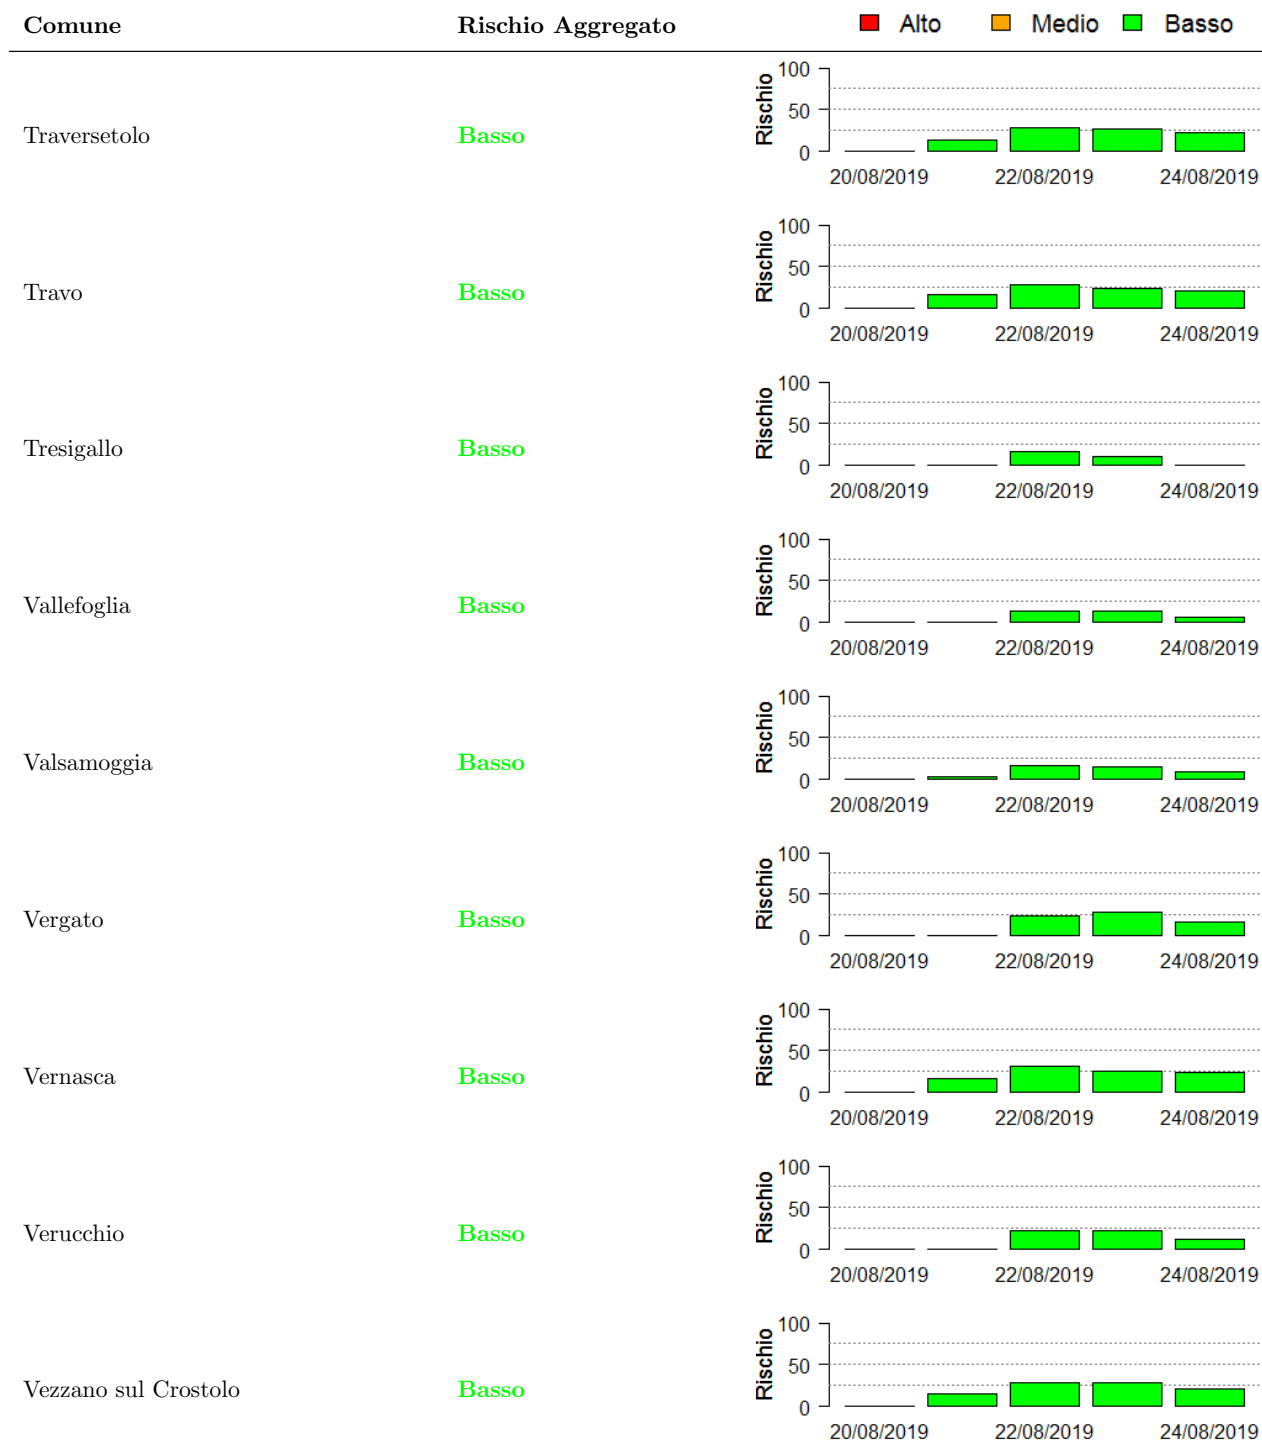 Comune Rischio Aggregato Alto Medio Basso
100
50
0
Rischio
Traversetolo Basso
20/08/2019 22/08/2019 24/08/2019
100
50
0
Rischio
Travo Basso
20/08/2019 22/08/2019 24/08/2019
100
50
0
Rischio
Tresigallo Basso
20/08/2019 22/08/2019 24/08/2019
100
50
0
Rischio
Vallefoglia Basso
20/08/2019 22/08/2019 24/08/2019
100
50
0
Rischio
Valsamoggia Basso
20/08/2019 22/08/2019 24/08/2019
100
50
0
Rischio
Vergato Basso
20/08/2019 22/08/2019 24/08/2019
100
50
0
Rischio
Vernasca Basso
20/08/2019 22/08/2019 24/08/2019
100
50
0
Rischio
Verucchio Basso
20/08/2019 22/08/2019 24/08/2019
100
50
0
Rischio
Vezzano sul Crostolo Basso
20/08/2019 22/08/2019 24/08/2019